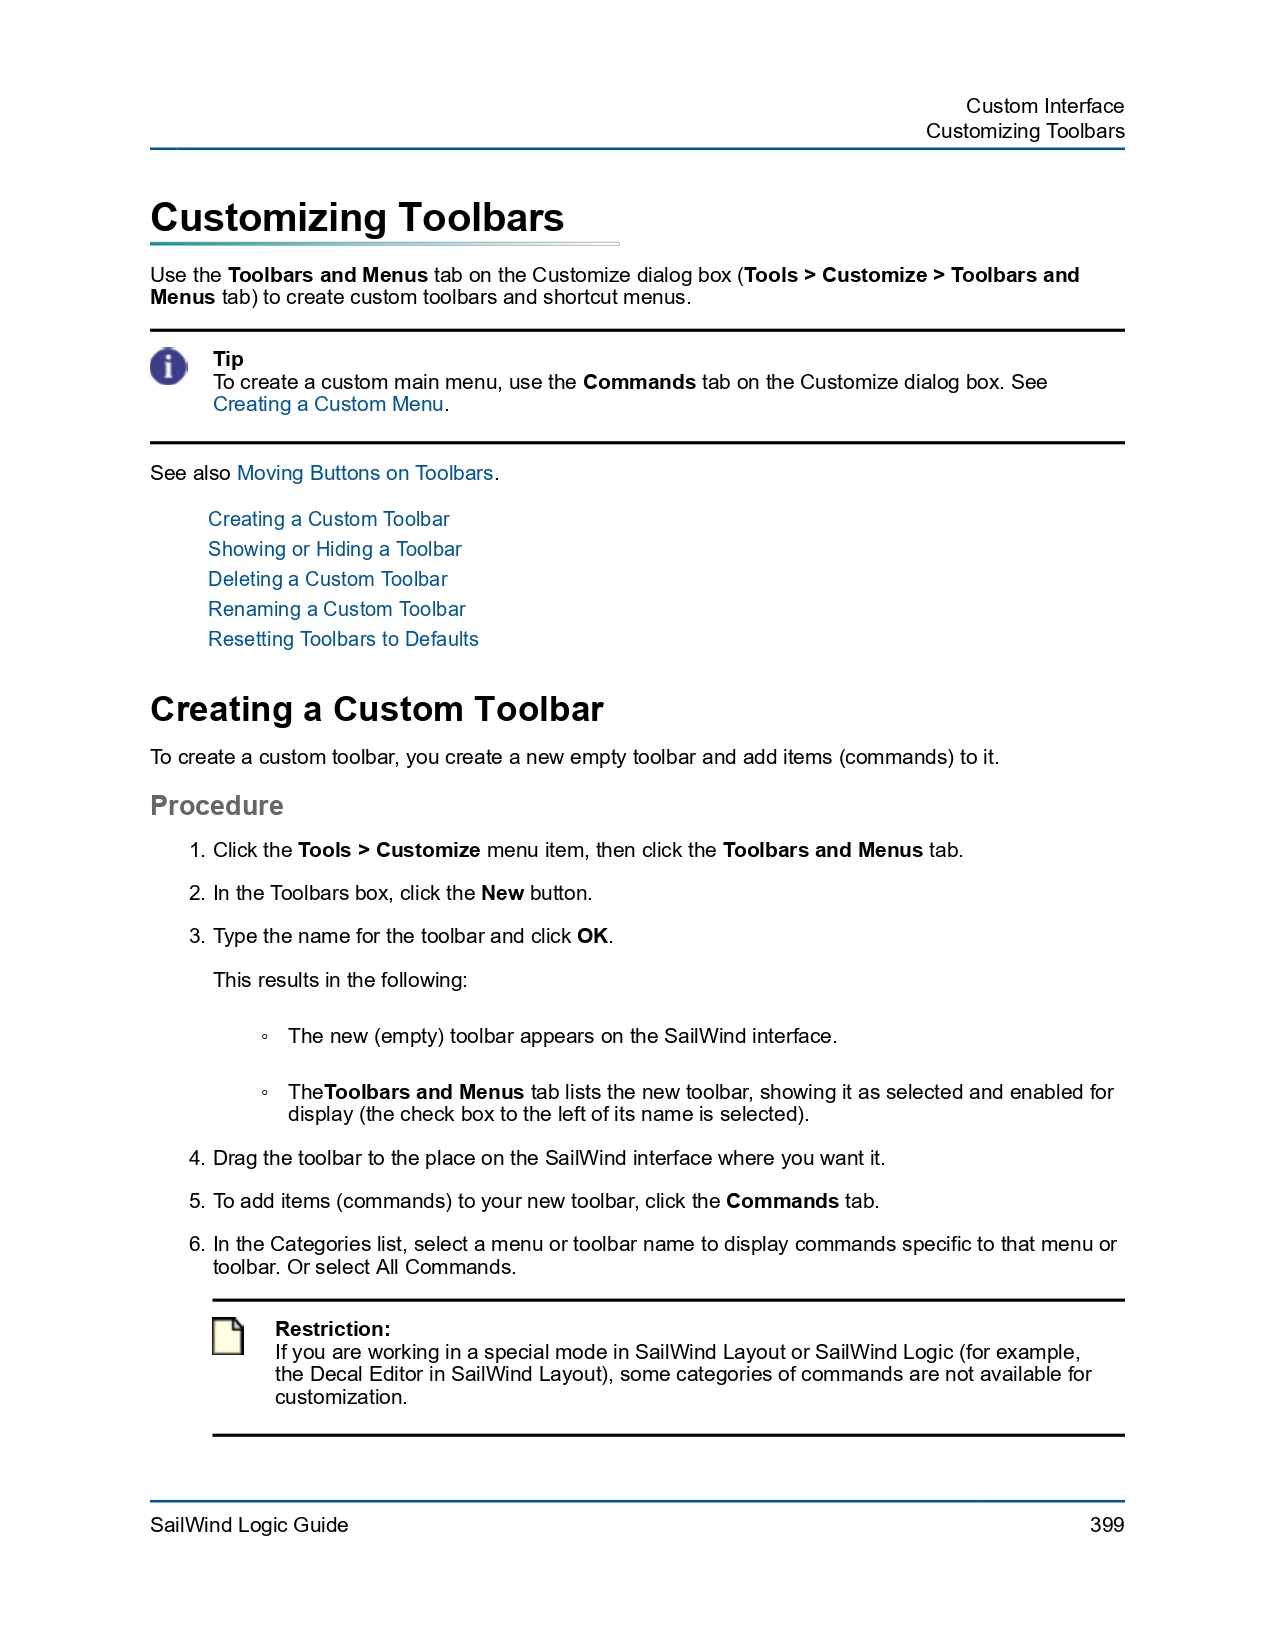 Custom Interface
Customizing Toolbars
Customizing Toolbars
Use the Toolbars and Menus tab on the Customize dialog box (Tools > Customize > Toolbars and
Menus tab) to create custom toolbars and shortcut menus.
Tip
To create a custom main menu, use the Commands tab on the Customize dialog box. See
Creating a Custom Menu.
See also Moving Buttons on Toolbars.
Creating a Custom Toolbar
Showing or Hiding a Toolbar
Deleting a Custom Toolbar
Renaming a Custom Toolbar
Resetting Toolbars to Defaults
Creating a Custom Toolbar
To create a custom toolbar, you create a new empty toolbar and add items (commands) to it.
Procedure
1. Click the Tools > Customize menu item, then click the Toolbars and Menus tab.
2. In the Toolbars box, click the New button.
3. Type the name for the toolbar and click OK.
This results in the following:
◦ The new (empty) toolbar appears on the SailWind interface.
◦ TheToolbars and Menus tab lists the new toolbar, showing it as selected and enabled for
display (the check box to the left of its name is selected).
4. Drag the toolbar to the place on the SailWind interface where you want it.
5. To add items (commands) to your new toolbar, click the Commands tab.
6. In the Categories list, select a menu or toolbar name to display commands specific to that menu or
toolbar. Or select All Commands.
Restriction:
If you are working in a special mode in SailWind Layout or SailWind Logic (for example,
the Decal Editor in SailWind Layout), some categories of commands are not available for
customization.
SailWind Logic Guide 399